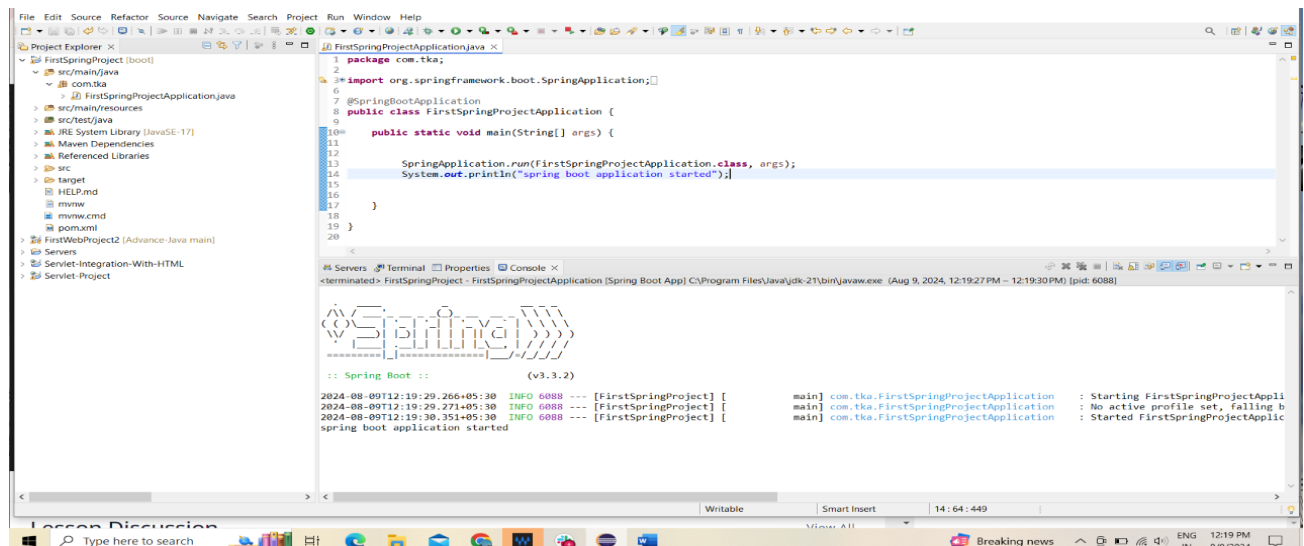 File Edit Source Refactor Source Navigate Search Project Run Window Help
Project Explorer
FirstSpringProject [boot]
src/main/java
com.tka
FirstSpringProjectApplication.java
src/main/resources
src/test/java
JRE System Library [JavaSE-17]
Maven Dependencies
Referenced Libraries
src
target
HELP.md
mvnw
mvnw.cmd
pom.xml
FirstWebProject2 [Advance-Java main]
Servers
Servlet-Integration-With-HTML
Servlet-Project
FirstSpringProjectApplication.java
1 package com.tka;
2
3 import org.springframework.boot.SpringApplication;
6
7 @SpringBootApplication
8 public class FirstSpringProjectApplication {
9
10 public static void main(String[] args) {
11
12
13 SpringApplication.run(FirstSpringProjectApplication.class, args);
14 System.out.println("spring boot application started");
15
16
17 }
18
19 }
20
Servers Terminal Properties Console
<terminated> FirstSpringProject - FirstSpringProjectApplication [Spring Boot App] C:\Program Files\Java\jdk-21\bin\javaw.exe (Aug 9, 2024, 12:19:27 PM – 12:19:30 PM) [pid: 6088]
Spring
:: Spring Boot :: (v3.3.2)
2024-08-09T12:19:29.266+05:30 INFO 6088 --- [FirstSpringProject] [ main] com.tka.FirstSpringProjectApplication : Starting FirstSpringProjectAppli
2024-08-09T12:19:29.271+05:30 INFO 6088 --- [FirstSpringProject] [ main] com.tka.FirstSpringProjectApplication : No active profile set, falling b
2024-08-09T12:19:30.351+05:30 INFO 6088 --- [FirstSpringProject] [ main] com.tka.FirstSpringProjectApplication : Started FirstSpringProjectApplic
spring boot application started
Writable Smart Insert 14 : 64 : 449
Lesson Discussion View All
Type here to search Breaking news ENG 12:19 PM